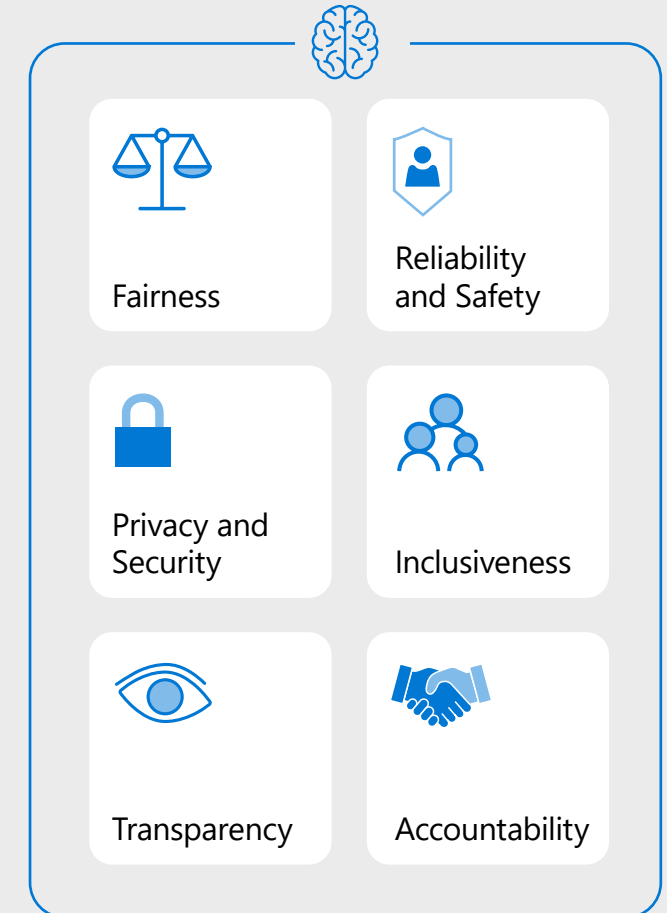 Fairness
Reliability
and Safety
Privacy and
Security
Inclusiveness
Transparency
Accountability